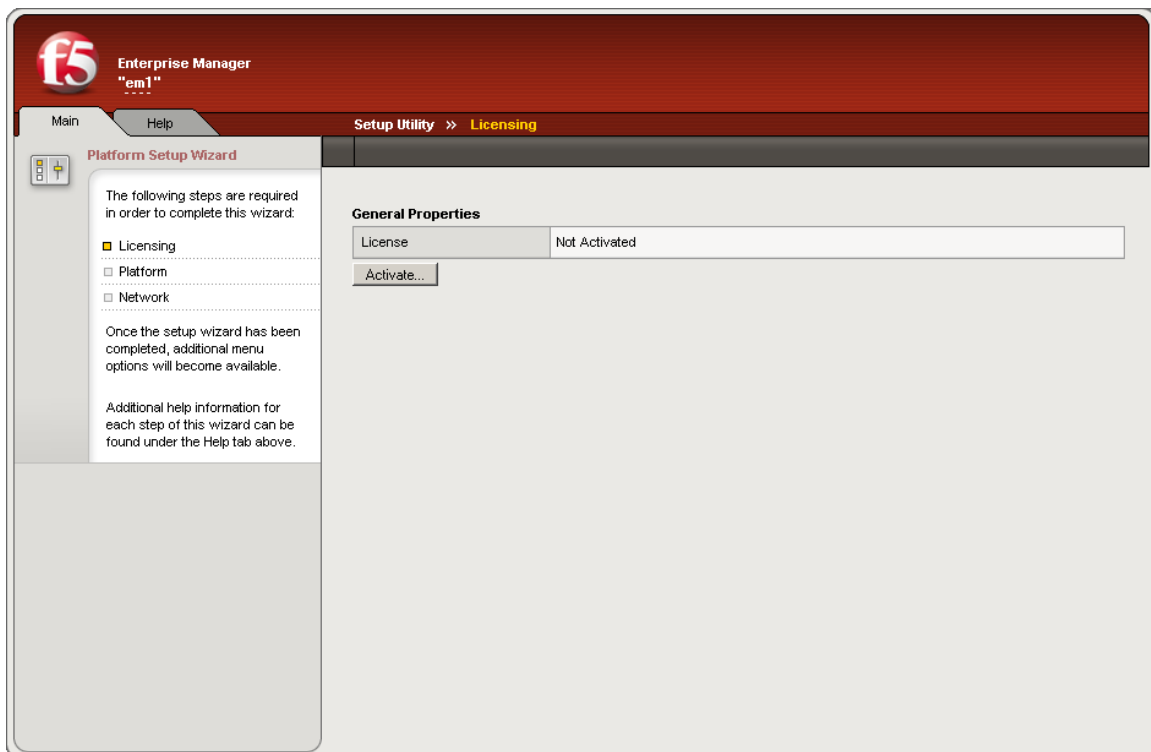 f5
Enterprise Manager
"em1"
Main
Help
Setup Utility » Licensing
Platform Setup Wizard
The following steps are required
in order to complete this wizard:
Licensing
Platform
Network
Once the setup wizard has been
completed, additional menu
options will become available.
Additional help information for
each step of this wizard can be
found under the Help tab above.
General Properties
License Not Activated
Activate...